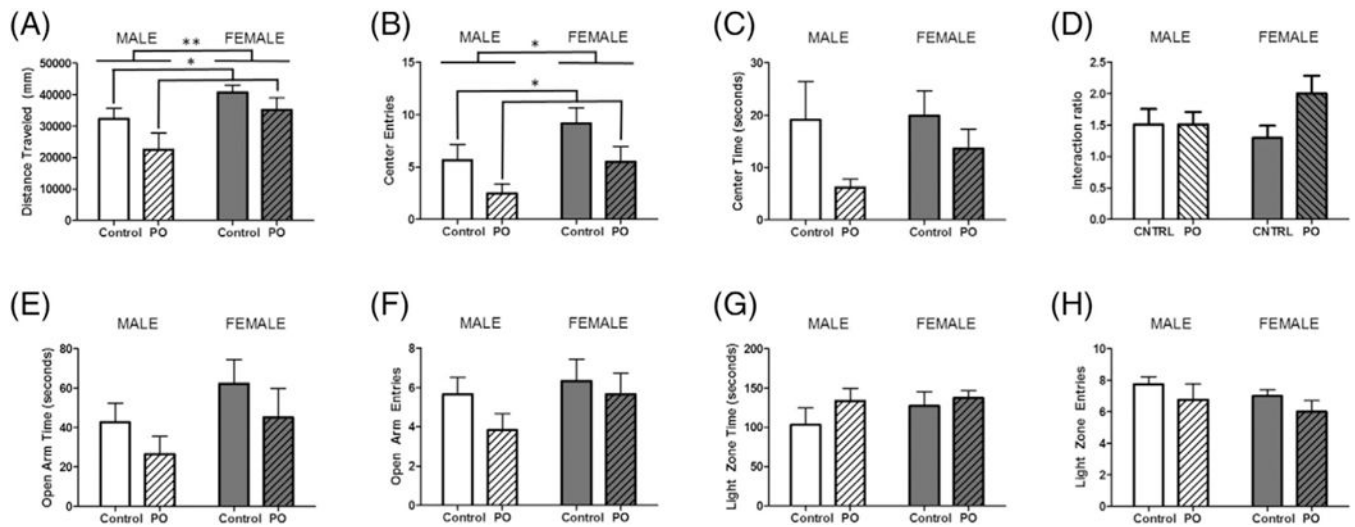 (A)
MALE FEMALE
**
*
Distance Traveled (mm)
50000
40000
30000
20000
10000
0
Control PO Control PO
(B)
MALE FEMALE
*
*
Center Entries
15
10
5
0
Control PO Control PO
(C)
MALE FEMALE
Center Time (seconds)
30
20
10
0
Control PO Control PO
(D)
MALE FEMALE
Interaction ratio
2.5
2.0
1.5
1.0
0.5
0.0
CNTRL PO CNTRL PO
(E)
MALE FEMALE
Open Arm Time (seconds)
80
60
40
20
0
Control PO Control PO
(F)
MALE FEMALE
Open Arm Entries
8
6
4
2
0
Control PO Control PO
(G)
MALE FEMALE
Light Zone Time (seconds)
200
150
100
50
0
Control PO Control PO
(H)
MALE FEMALE
Light Zone Entries
10
8
6
4
2
0
Control PO Control PO